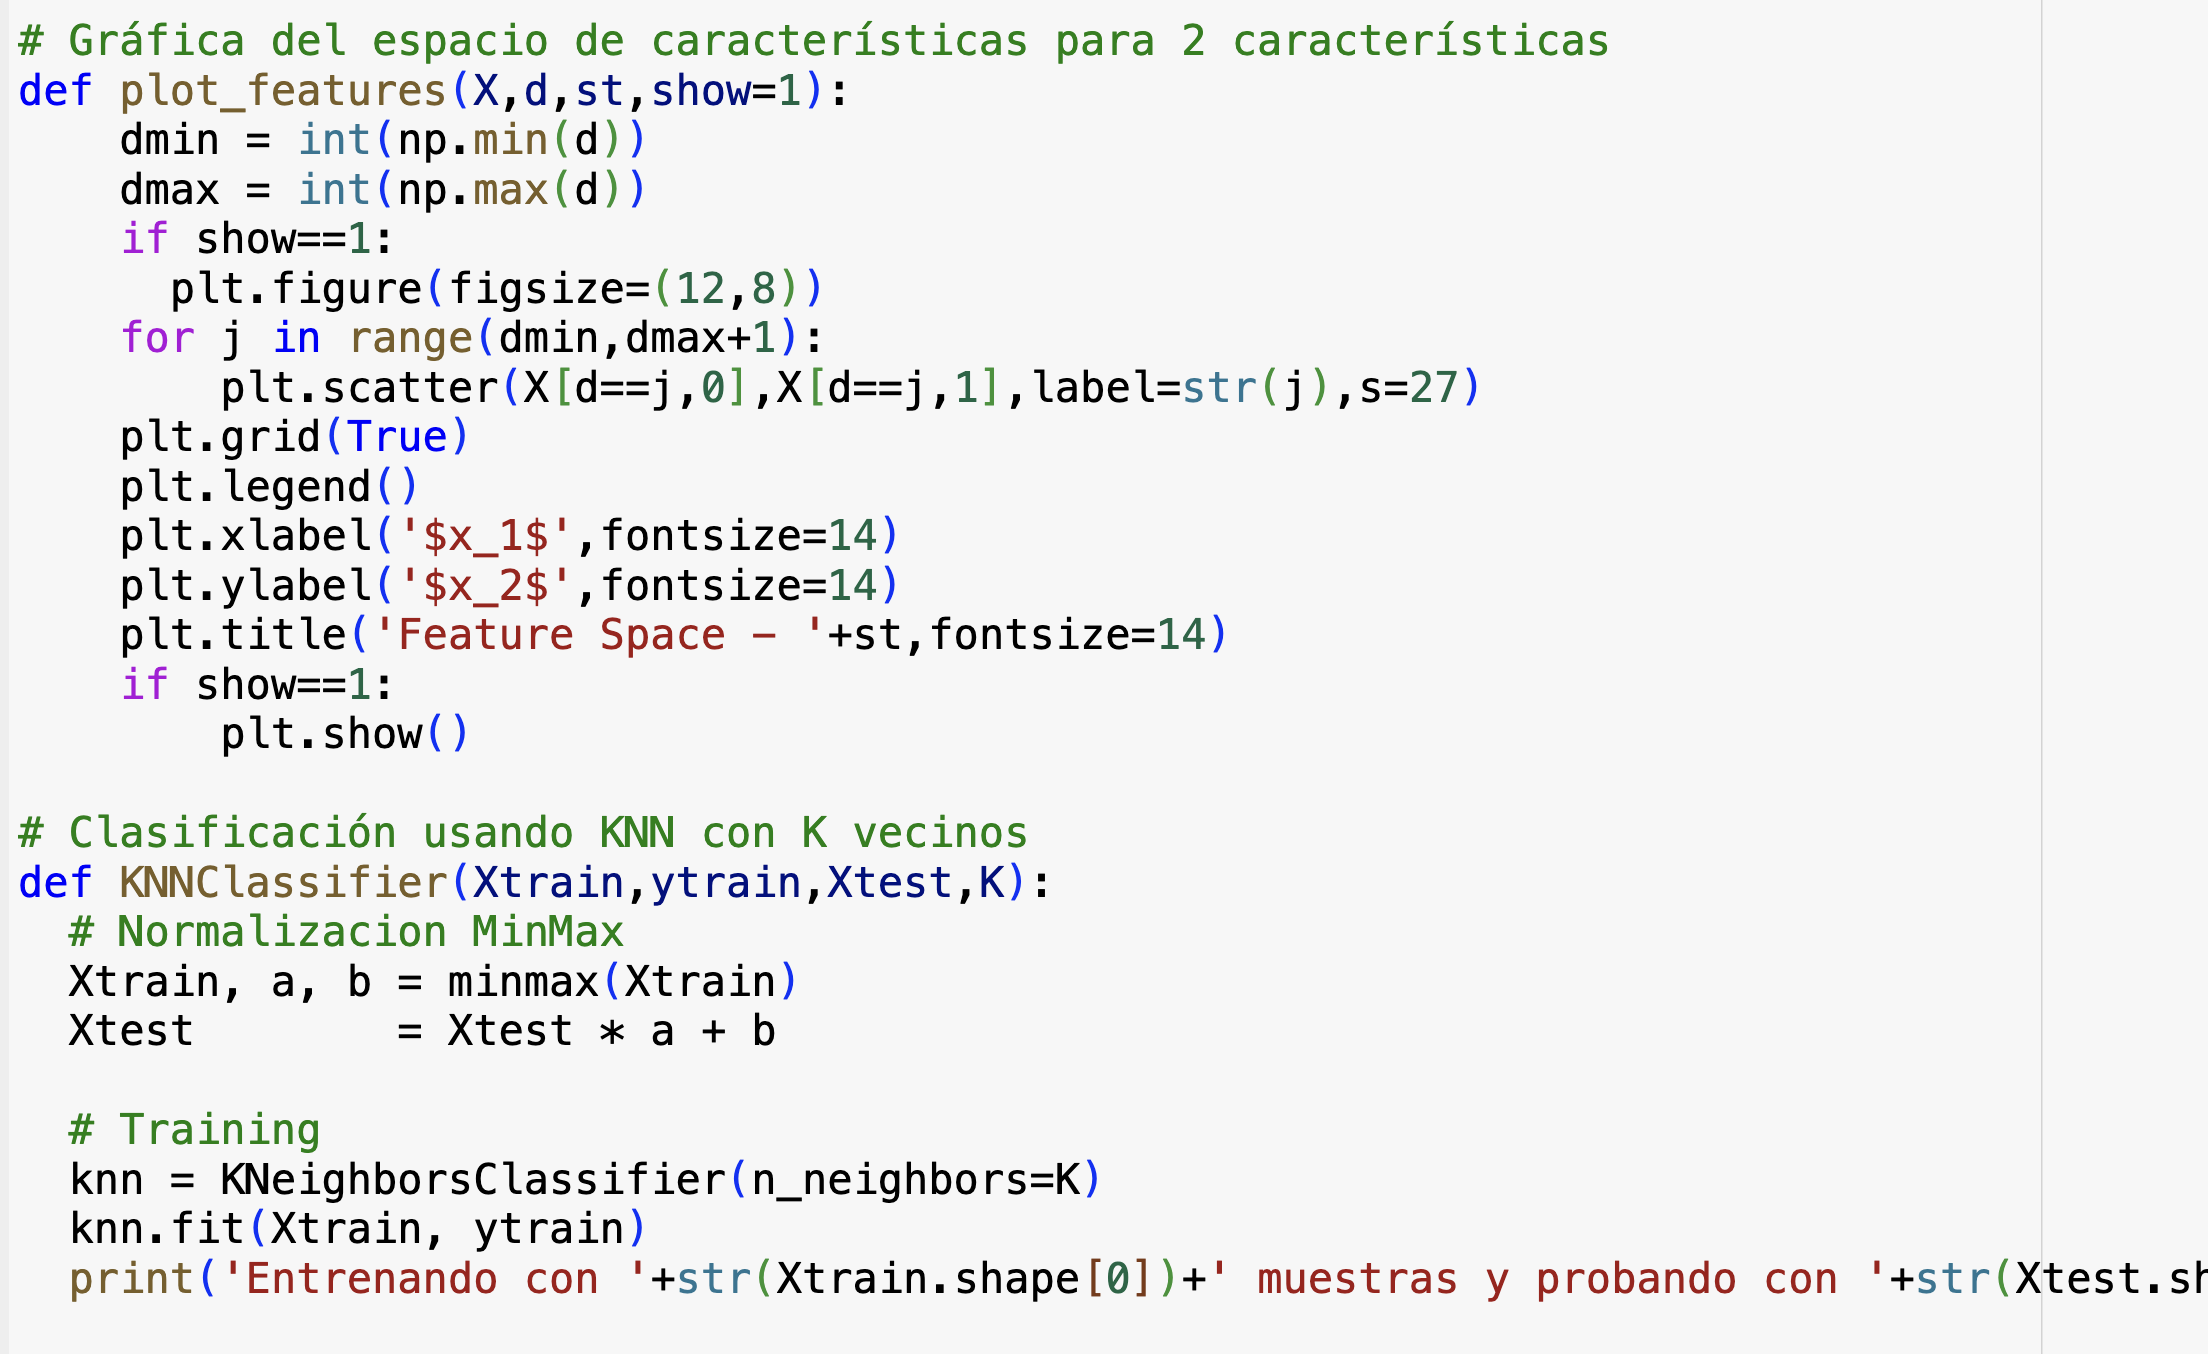 # Gráfica del espacio de características para 2 características
def plot_features(X,d,st,show=1):
    dmin = int(np.min(d))
    dmax = int(np.max(d))
    if show==1:
      plt.figure(figsize=(12,8))
    for j in range(dmin,dmax+1):
        plt.scatter(X[d==j,0],X[d==j,1],label=str(j),s=27)
    plt.grid(True)
    plt.legend()
    plt.xlabel('$x_1$',fontsize=14)
    plt.ylabel('$x_2$',fontsize=14)
    plt.title('Feature Space - '+st,fontsize=14)
    if show==1:
        plt.show()

# Clasificación usando KNN con K vecinos
def KNNClassifier(Xtrain,ytrain,Xtest,K):
  # Normalizacion MinMax
  Xtrain, a, b = minmax(Xtrain)
  Xtest        = Xtest * a + b

  # Training
  knn = KNeighborsClassifier(n_neighbors=K)
  knn.fit(Xtrain, ytrain)
  print('Entrenando con '+str(Xtrain.shape[0])+' muestras y probando con '+str(Xtest.sh